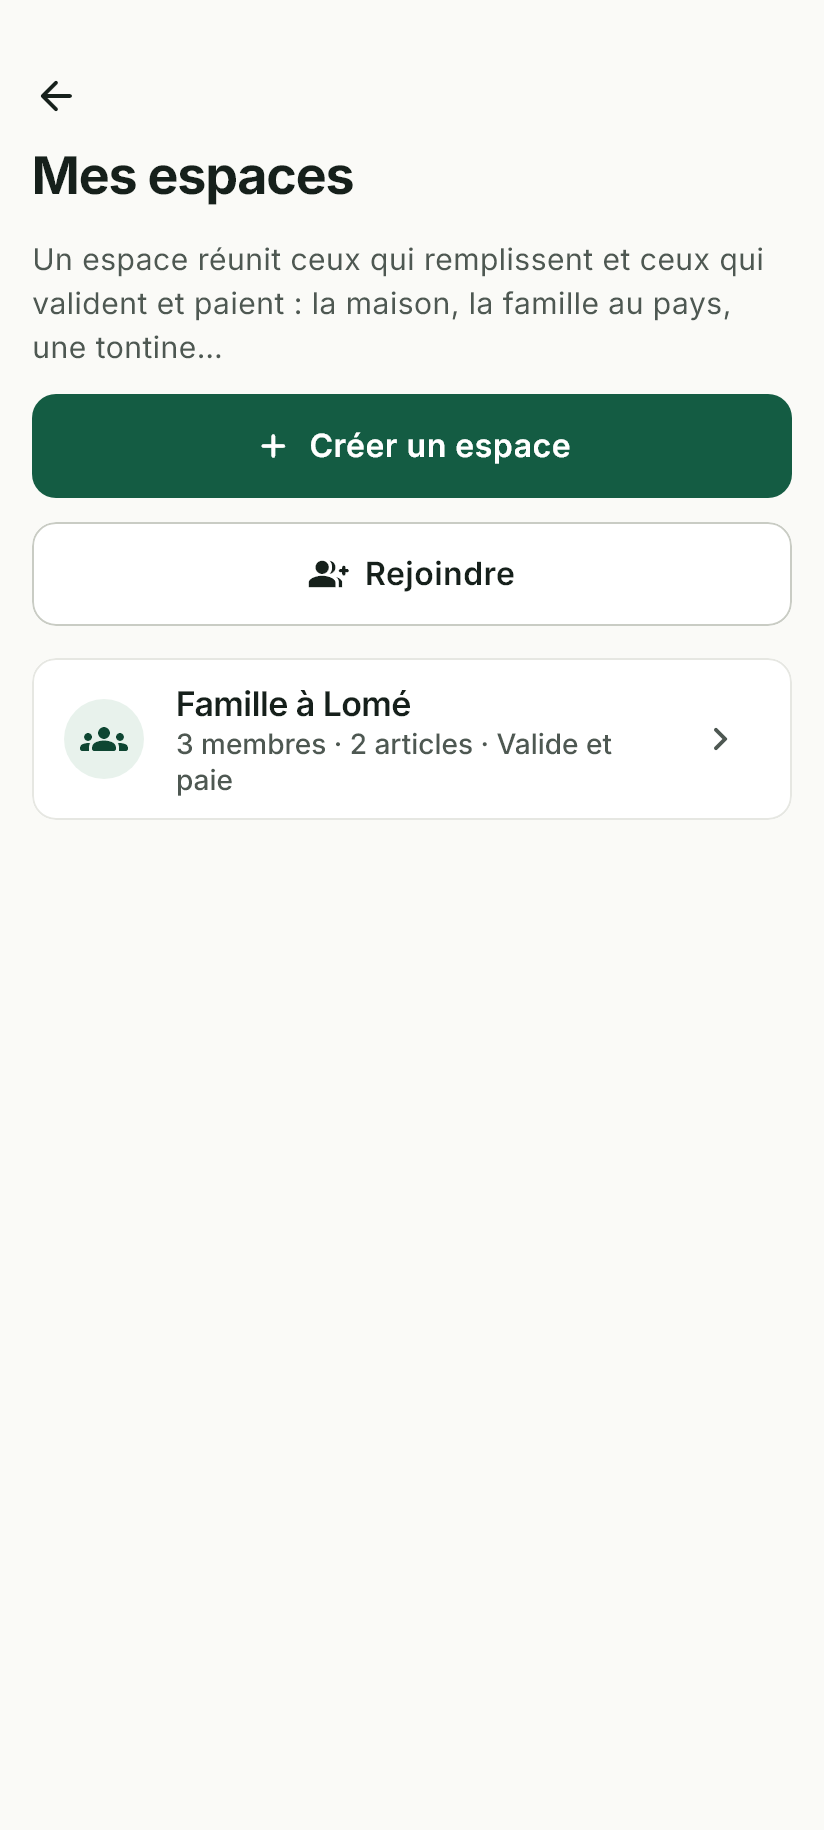 Mes espaces
Un espace réunit ceux qui remplissent et ceux qui
valident et paient : la maison, la famille au pays,
une tontine…
Créer un espace
Rejoindre
Famille à Lomé
3 membres · 2 articles · Valide et
paie